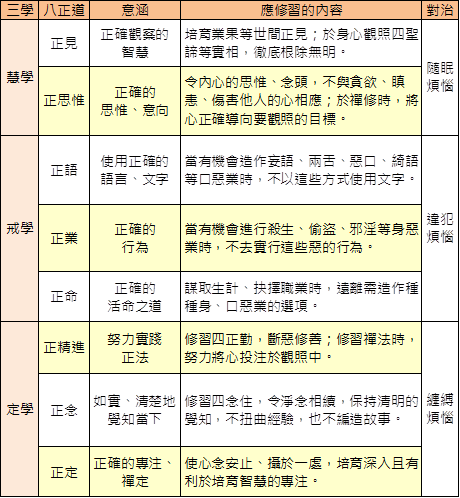 三學 八正道 意涵 應修習的內容 對治
慧學
正見
正確觀察的
智慧
培育業果等世間正見；於身心觀照四聖
諦等實相，徹底根除無明。
隨眠
煩惱
正思惟
正確的
思惟、意向
令內心的思惟、念頭，不與貪欲、瞋
恚、傷害他人的心相應；於禪修時，將
心正確導向要觀照的目標。
戒學
正語
使用正確的
語言、文字
當有機會造作妄語、兩舌、惡口、綺語
等口惡業時，不以這些方式使用文字。
違犯
煩惱
正業
正確的
行為
當有機會進行殺生、偷盜、邪淫等身惡
業時，不去實行這些惡的行為。
正命
正確的
活命之道
謀取生計、抉擇職業時，遠離需造作種
種身、口惡業的選項。
定學
正精進
努力實踐
正法
修習四正勤，斷惡修善；修習禪法時，
努力將心投注於觀照中。
纏縛
煩惱
正念
如實、清楚地
覺知當下
修習四念住，令淨念相續，保持清明的
覺知，不扭曲經驗，也不編造故事。
正定
正確的專注、
禪定
使心念安止、攝於一處，培育深入且有
利於培育智慧的專注。